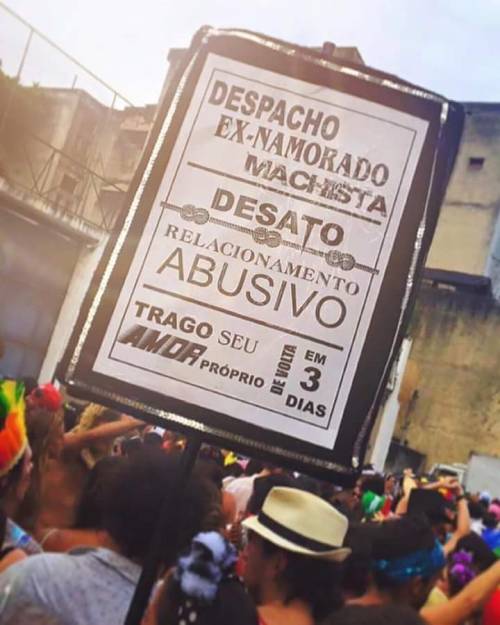 DESPACHO
EX-NAMORADO
MACHISTA
DESATO
RELACIONAMENTO
ABUSIVO
TRAGO SEU
AMOR PRÓPRIO
DE VOLTA
EM
3
DIAS